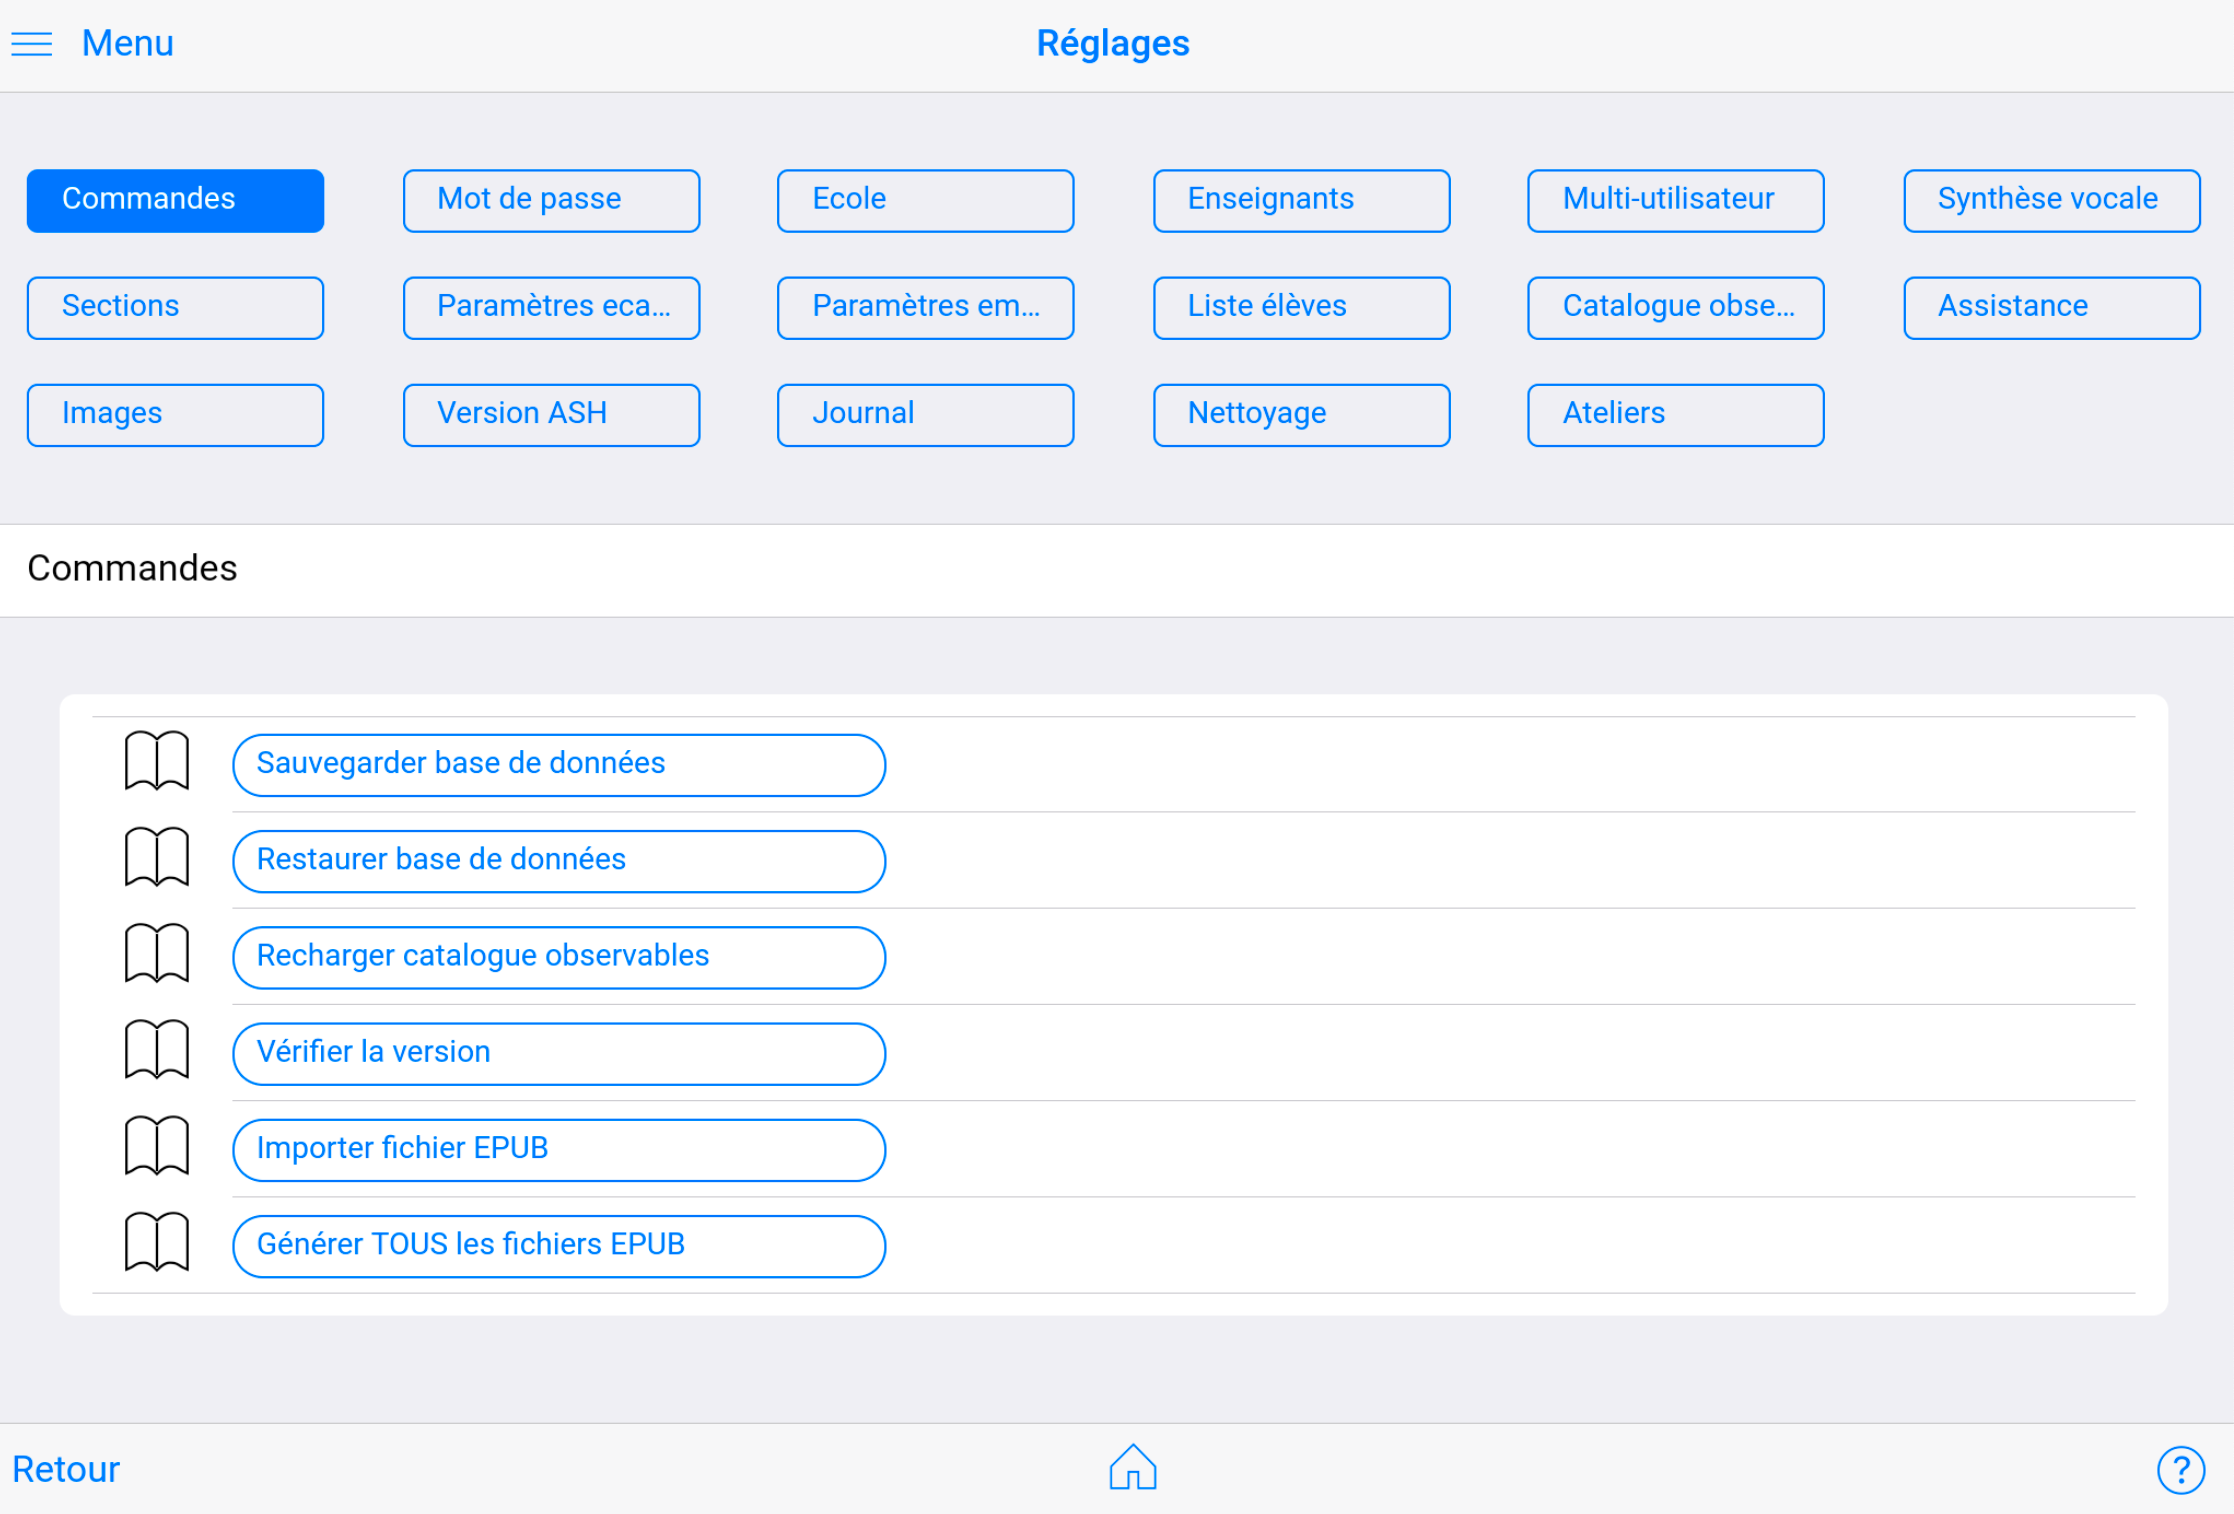 Menu
Réglages
Commandes
Mot de passe
Ecole
Enseignants
Multi-utilisateur
Synthèse vocale
Sections
Paramètres eca...
Paramètres em...
Liste élèves
Catalogue obse...
Assistance
Images
Version ASH
Journal
Nettoyage
Ateliers
Commandes
Sauvegarder base de données
Restaurer base de données
Recharger catalogue observables
Vérifier la version
Importer fichier EPUB
Générer TOUS les fichiers EPUB
Retour
?